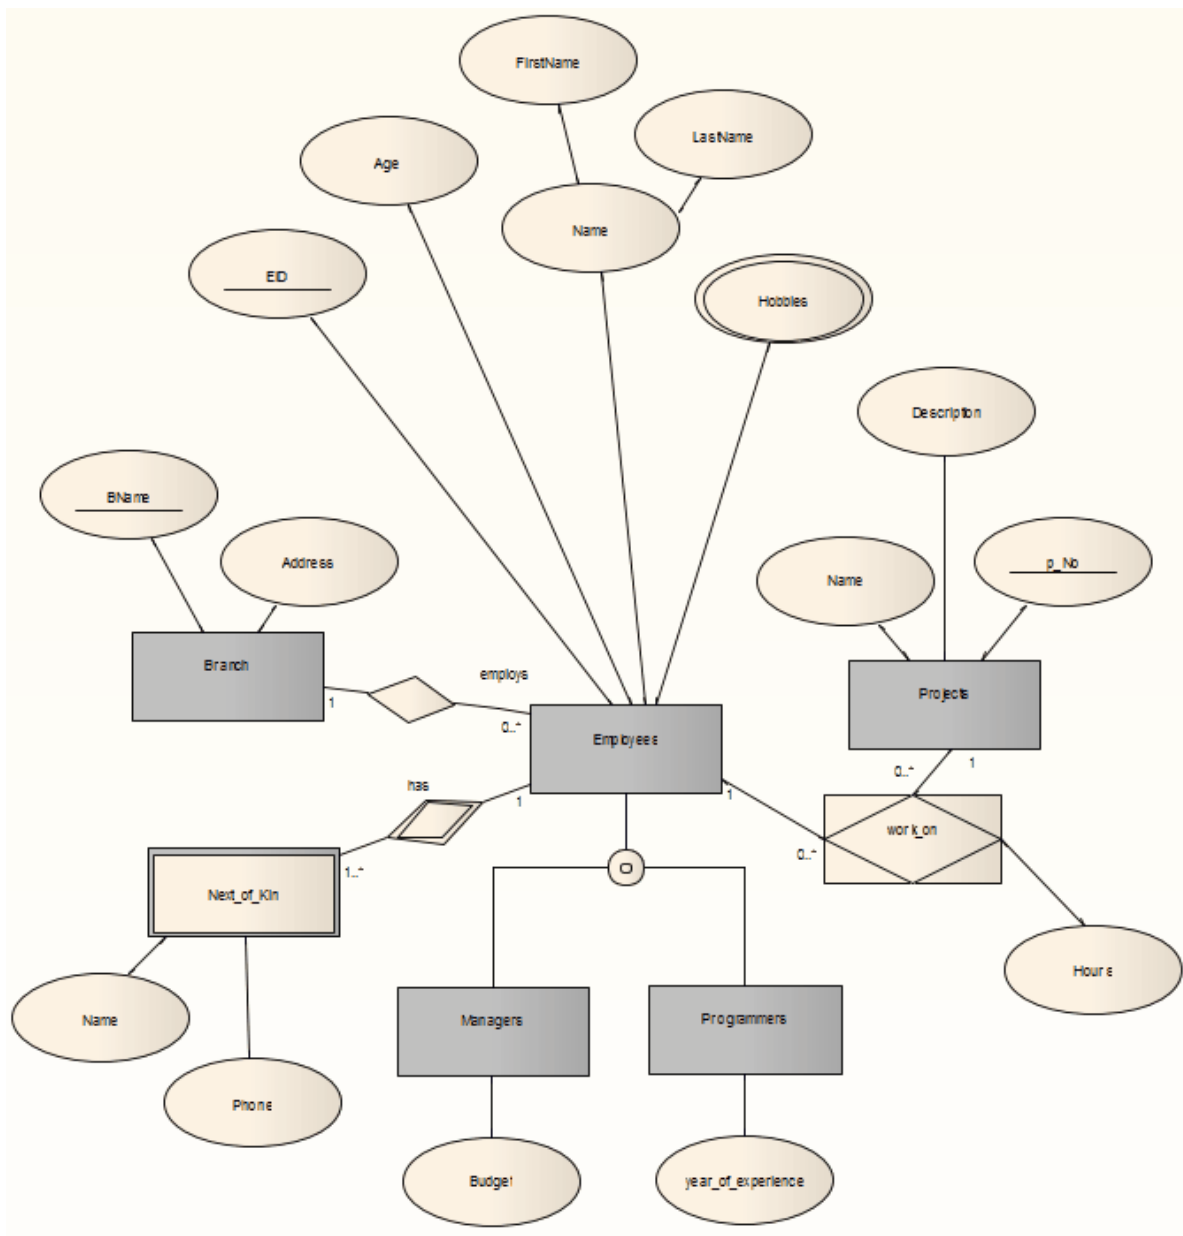 FirstName
LastName
Age
Name
EID
Hobbies
Description
BName
Address
Name
p_No
Branch
employs
Projects
1
0..*
Employees
1
0..*
has
1
1
work_on
0..*
1..*
Next_of_Kin
O
Hours
Name
Managers
Programmers
Phone
Budget
year_of_experience